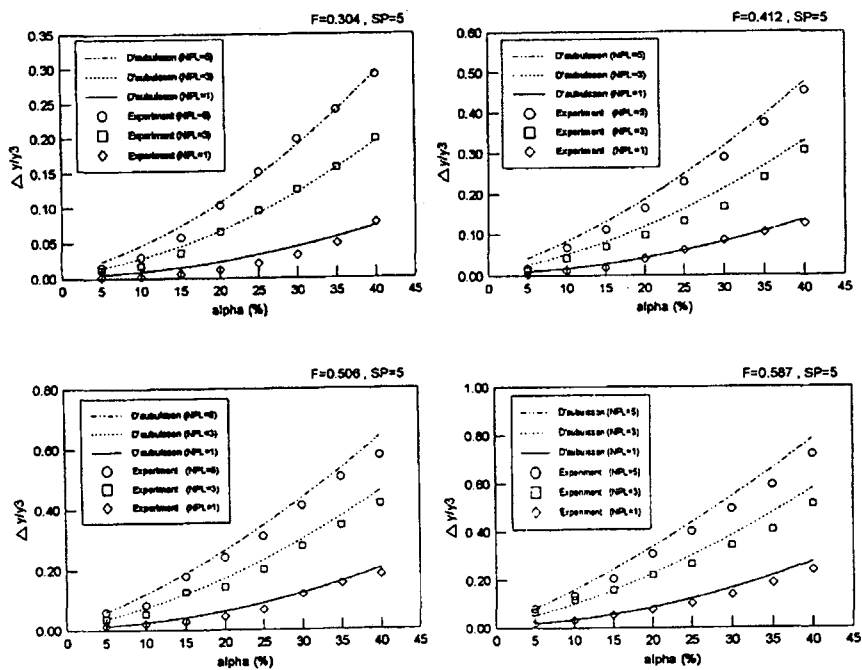 F=0.304 , SP=5
0.35
0.30
0.25
0.20
0.15
0.10
0.05
0.00
Δ y/y3
D'aubuisson (NPL=5)
D'aubuisson (NPL=3)
D'aubuisson (NPL=1)
Experiment (NPL=5)
Experiment (NPL=3)
Experiment (NPL=1)
0 5 10 15 20 25 30 35 40 45
alpha (%)
F=0.412 , SP=5
0.60
0.50
0.40
0.30
0.20
0.10
0.00
Δ y/y3
D'aubuisson (NPL=5)
D'aubuisson (NPL=3)
D'aubuisson (NPL=1)
Experiment (NPL=5)
Experiment (NPL=3)
Experiment (NPL=1)
0 5 10 15 20 25 30 35 40 45
alpha (%)
F=0.506 , SP=5
0.80
0.60
0.40
0.20
0.00
Δ y/y3
D'aubuisson (NPL=5)
D'aubuisson (NPL=3)
D'aubuisson (NPL=1)
Experiment (NPL=5)
Experiment (NPL=3)
Experiment (NPL=1)
0 5 10 15 20 25 30 35 40 45
alpha (%)
F=0.587 , SP=5
1.00
0.80
0.60
0.40
0.20
0.00
Δ y/y3
D'aubuisson (NPL=5)
D'aubuisson (NPL=3)
D'aubuisson (NPL=1)
Experiment (NPL=5)
Experiment (NPL=3)
Experiment (NPL=1)
0 5 10 15 20 25 30 35 40 45
alpha (%)